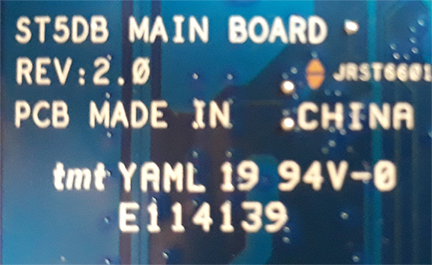 ST5DB MAIN BOARD
REV:2.0
JRST6601
PCB MADE IN CHINA
tmt YAML 19 94V-0
E114139